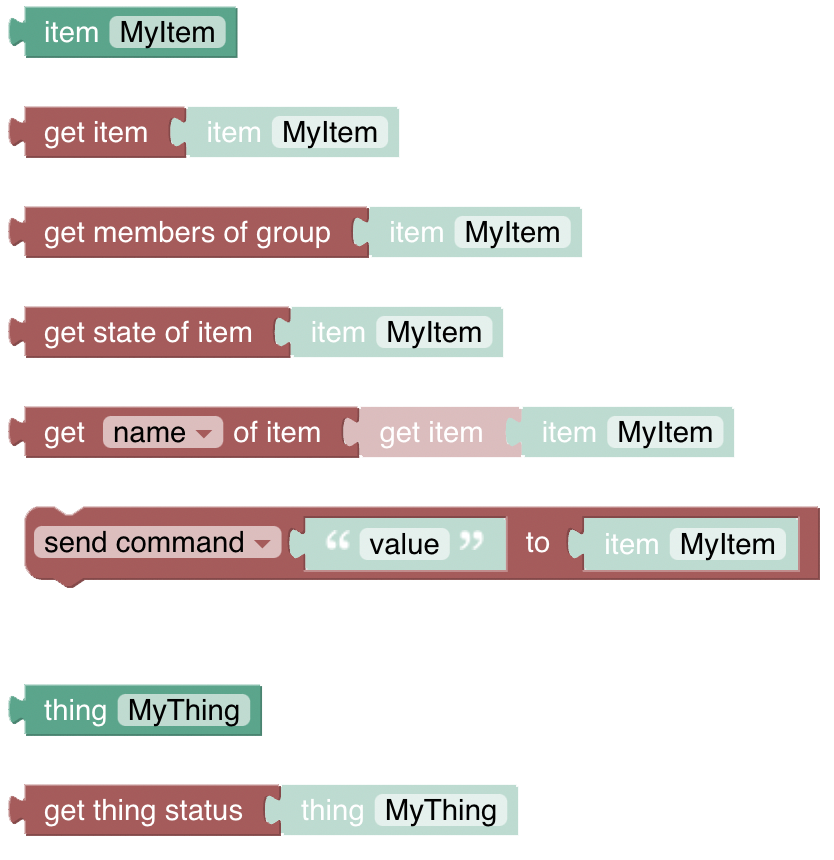 item MyItem
get item item MyItem
get members of group item MyItem
get state of item item MyItem
get name of item get item item MyItem
send command “ value ” to item MyItem
thing MyThing
get thing status thing MyThing